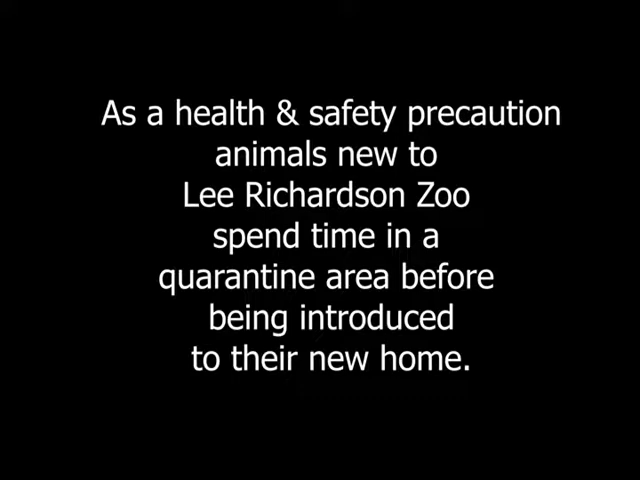 As a health & safety precaution
animals new to
Lee Richardson Zoo
spend time in a
quarantine area before
being introduced
to their new home.